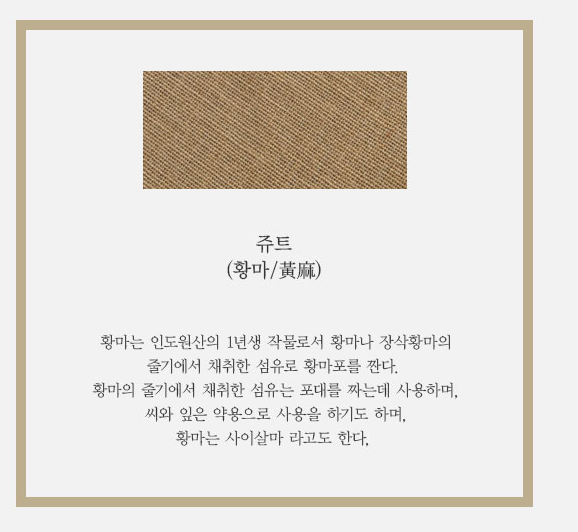 쥬트
(황마/黃麻)
황마는 인도원산의 1년생 작물로서 황마나 장삭황마의
줄기에서 채취한 섬유로 황마포를 짠다.
황마의 줄기에서 채취한 섬유는 포대를 짜는데 사용하며,
씨와 잎은 약용으로 사용을 하기도 하며,
황마는 사이살마 라고도 한다.